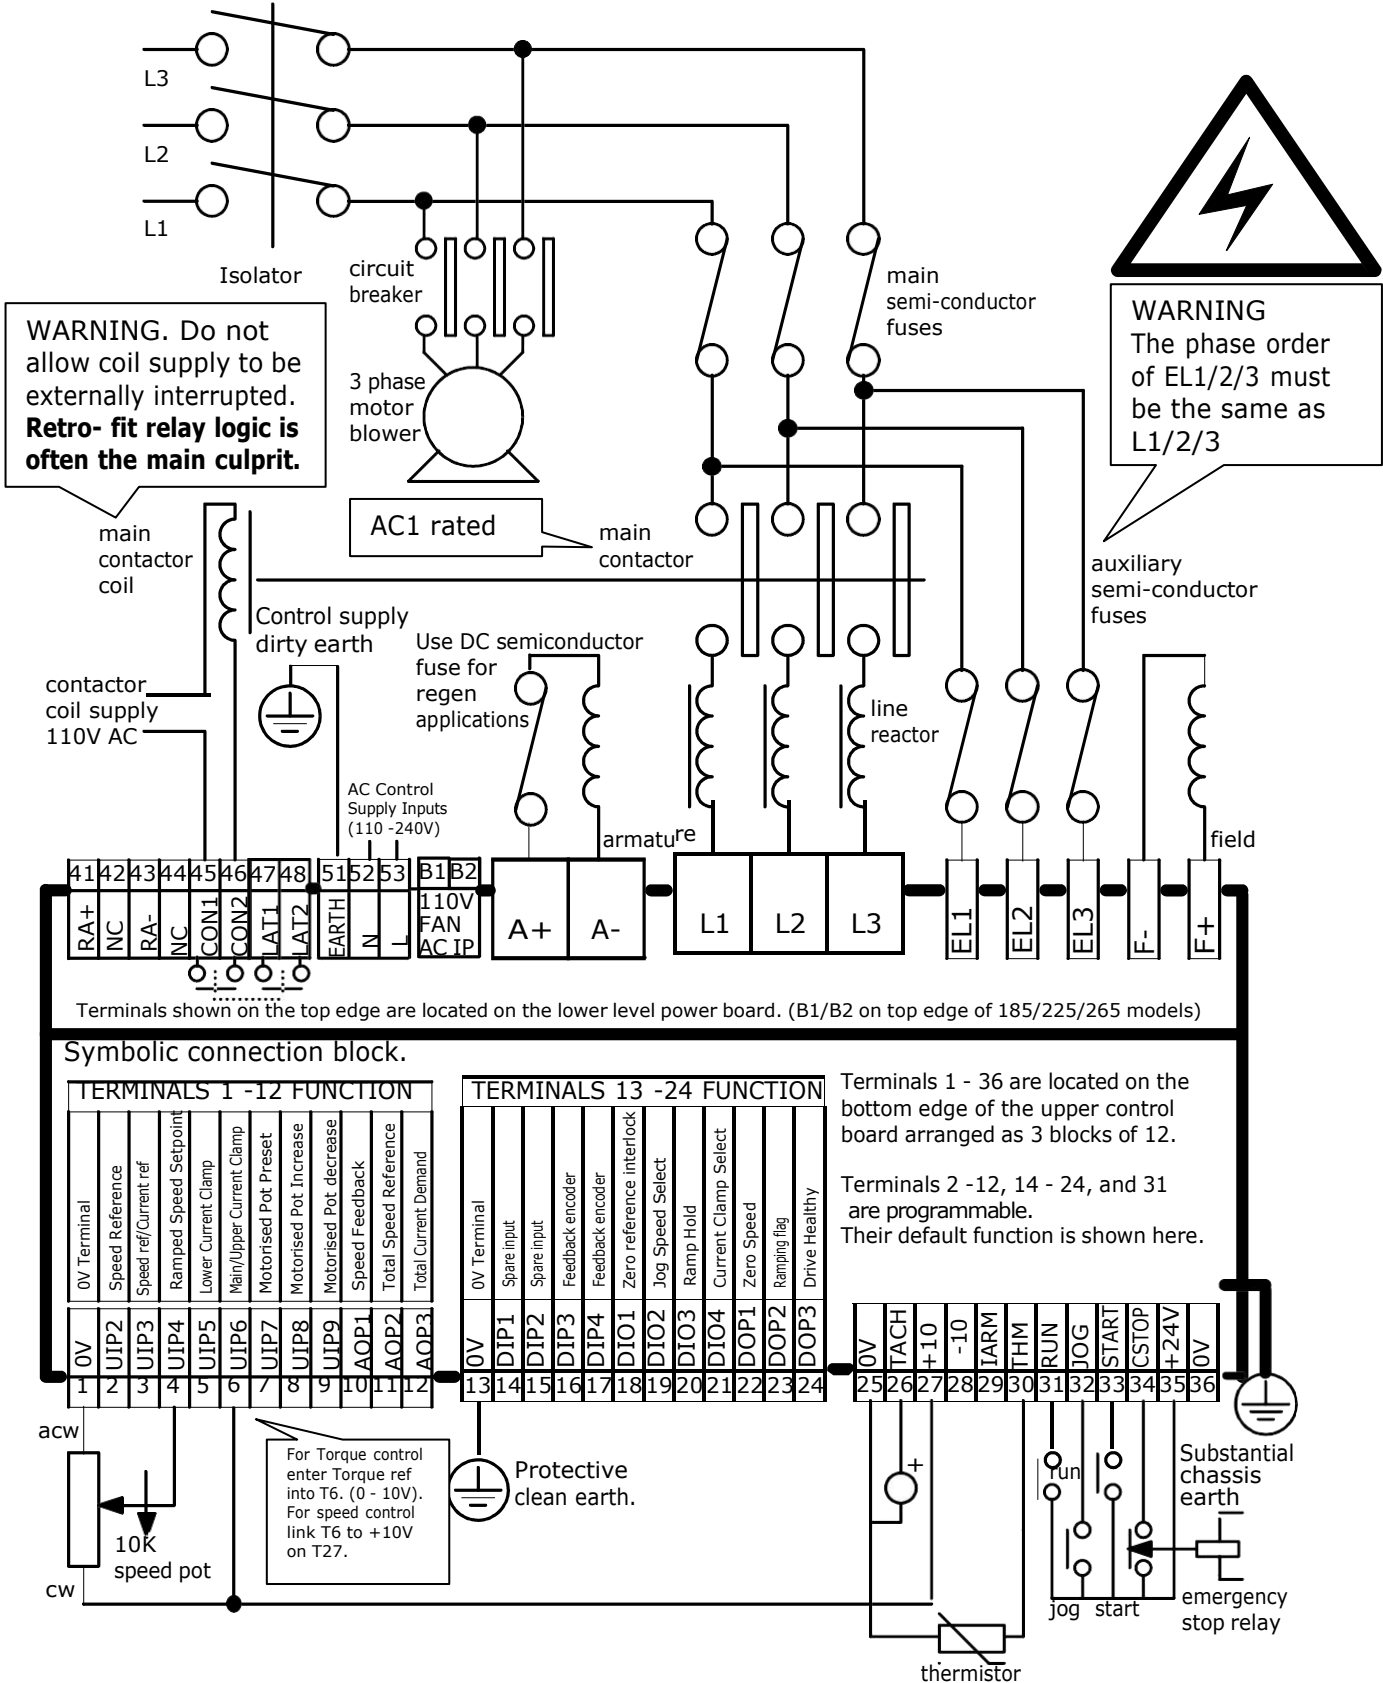 L3
L2
L1
Isolator
circuit
breaker
3 phase
motor
blower
main
semi-conductor
fuses
WARNING
The phase order
of EL1/2/3 must
be the same as
L1/2/3
WARNING. Do not
allow coil supply to be
externally interrupted.
Retro- fit relay logic is
often the main culprit.
main
contactor
coil
AC1 rated
main
contactor
auxiliary
semi-conductor
fuses
Control supply
dirty earth
Use DC semiconductor
fuse for
regen
applications
contactor
coil supply
110V AC
line
reactor
AC Control
Supply Inputs
(110 -240V)
armature
field
41 42 43 44 45 46 47 48 51 52 53 B1 B2
RA+ NC RA- NC CON1 CON2 LAT1 LAT2 EARTH N L
110V
FAN
AC IP
A+ A- L1 L2 L3 EL1 EL2 EL3 F- F+
Terminals shown on the top edge are located on the lower level power board. (B1/B2 on top edge of 185/225/265 models)
Symbolic connection block.
TERMINALS 1 -12 FUNCTION
0V Terminal
Speed Reference
Speed ref/Current ref
Ramped Speed Setpoint
Lower Current Clamp
Main/Upper Current Clamp
Motorised Pot Preset
Motorised Pot Increase
Motorised Pot decrease
Speed Feedback
Total Speed Reference
Total Current Demand
0V UIP2 UIP3 UIP4 UIP5 UIP6 UIP7 UIP8 UIP9 AOP1 AOP2 AOP3
1 2 3 4 5 6 7 8 9 10 11 12
TERMINALS 13 -24 FUNCTION
0V Terminal
Spare input
Spare input
Feedback encoder
Feedback encoder
Zero reference interlock
Jog Speed Select
Ramp Hold
Current Clamp Select
Zero Speed
Ramping flag
Drive Healthy
0V DIP1 DIP2 DIP3 DIP4 DIO1 DIO2 DIO3 DIO4 DOP1 DOP2 DOP3
13 14 15 16 17 18 19 20 21 22 23 24
Terminals 1 - 36 are located on the
bottom edge of the upper control
board arranged as 3 blocks of 12.
Terminals 2 -12, 14 - 24, and 31
are programmable.
Their default function is shown here.
0V TACH +10 -10 IARM THM RUN JOG START CSTOP +24V 0V
25 26 27 28 29 30 31 32 33 34 35 36
acw
10K
speed pot
cw
For Torque control
enter Torque ref
into T6. (0 - 10V).
For speed control
link T6 to +10V
on T27.
Protective
clean earth.
+
run
jog
start
Substantial
chassis
earth
emergency
stop relay
thermistor